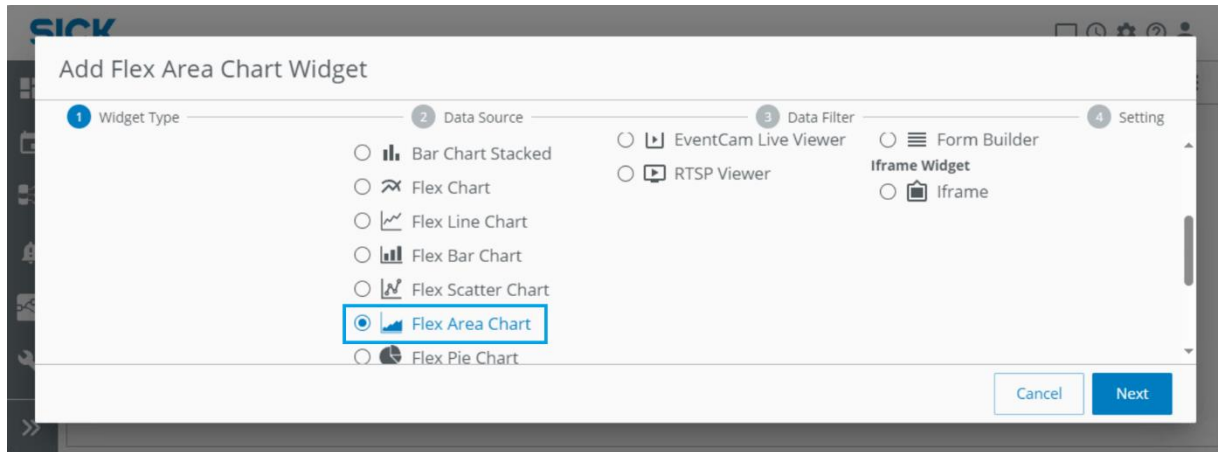 SICK
Add Flex Area Chart Widget
1 Widget Type
2 Data Source
3 Data Filter
4 Setting
Bar Chart Stacked
Flex Chart
Flex Line Chart
Flex Bar Chart
Flex Scatter Chart
Flex Area Chart
Flex Pie Chart
EventCam Live Viewer
RTSP Viewer
Form Builder
Iframe Widget
Iframe
Cancel
Next